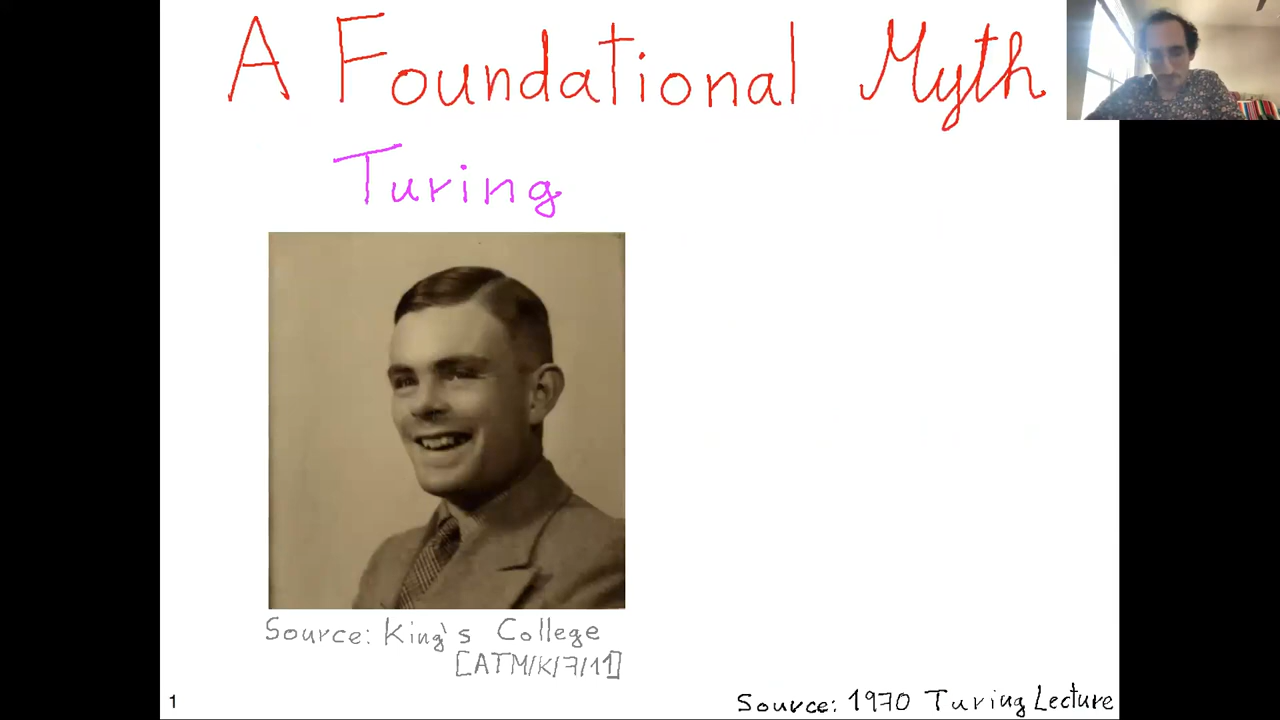 A Foundational Myth
Turing
Source: King's College
[ATM/K/7/11]
1
Source: 1970 Turing Lecture